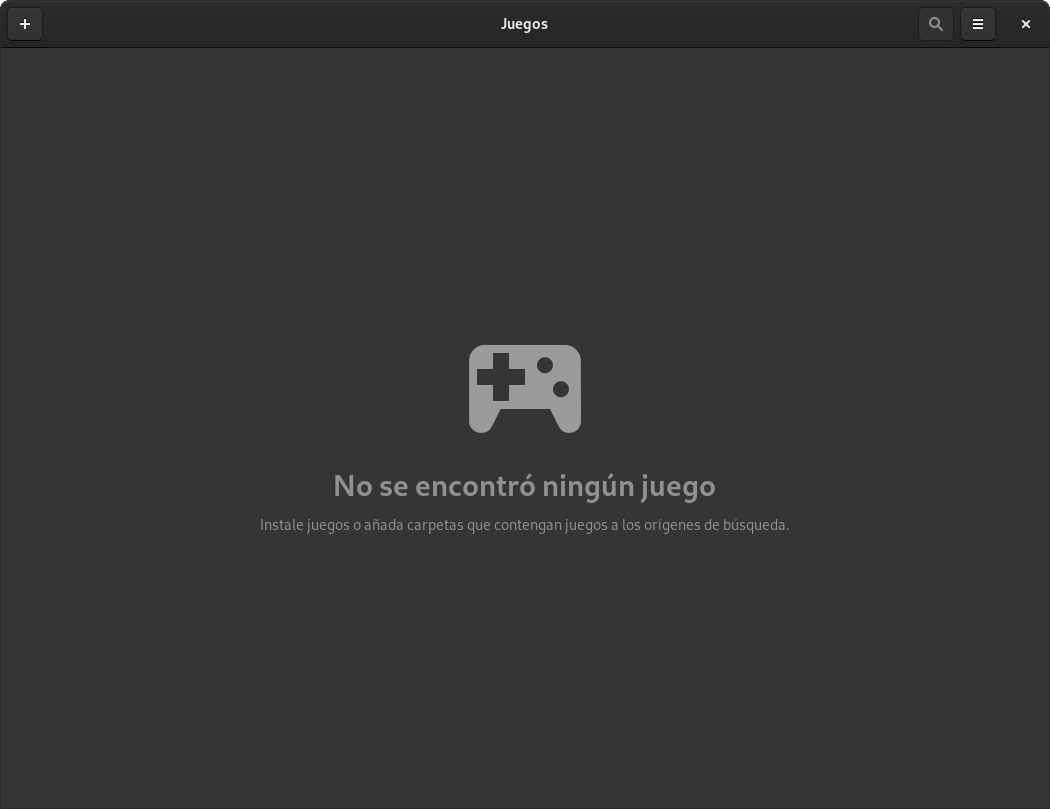 Juegos
No se encontró ningún juego
Instale juegos o añada carpetas que contengan juegos a los orígenes de búsqueda.